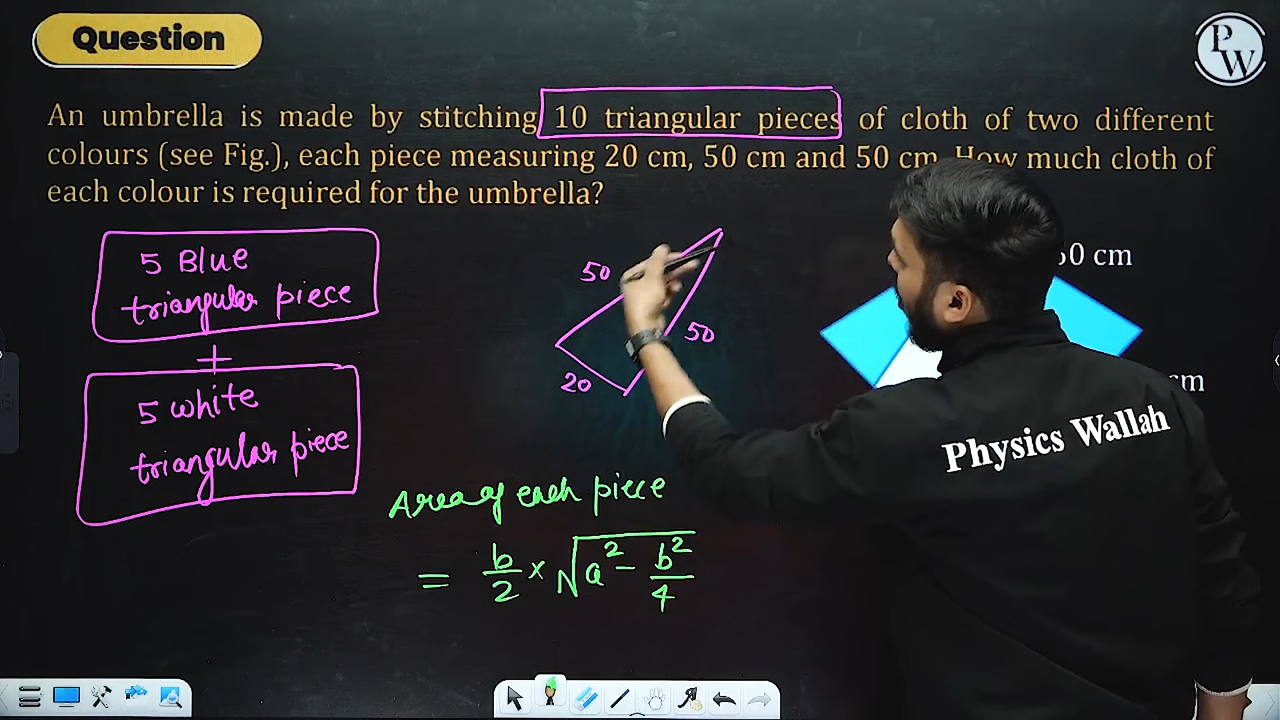 Question
PW
An umbrella is made by stitching 10 triangular pieces of cloth of two different
colours (see Fig.), each piece measuring 20 cm, 50 cm and 50 cm. How much cloth of
each colour is required for the umbrella?
5 Blue
triangular piece
+
5 white
triangular piece
50
50
20
50 cm
cm
Area of each piece
= b/2 × √(a² - b²/4)
Physics Wallah